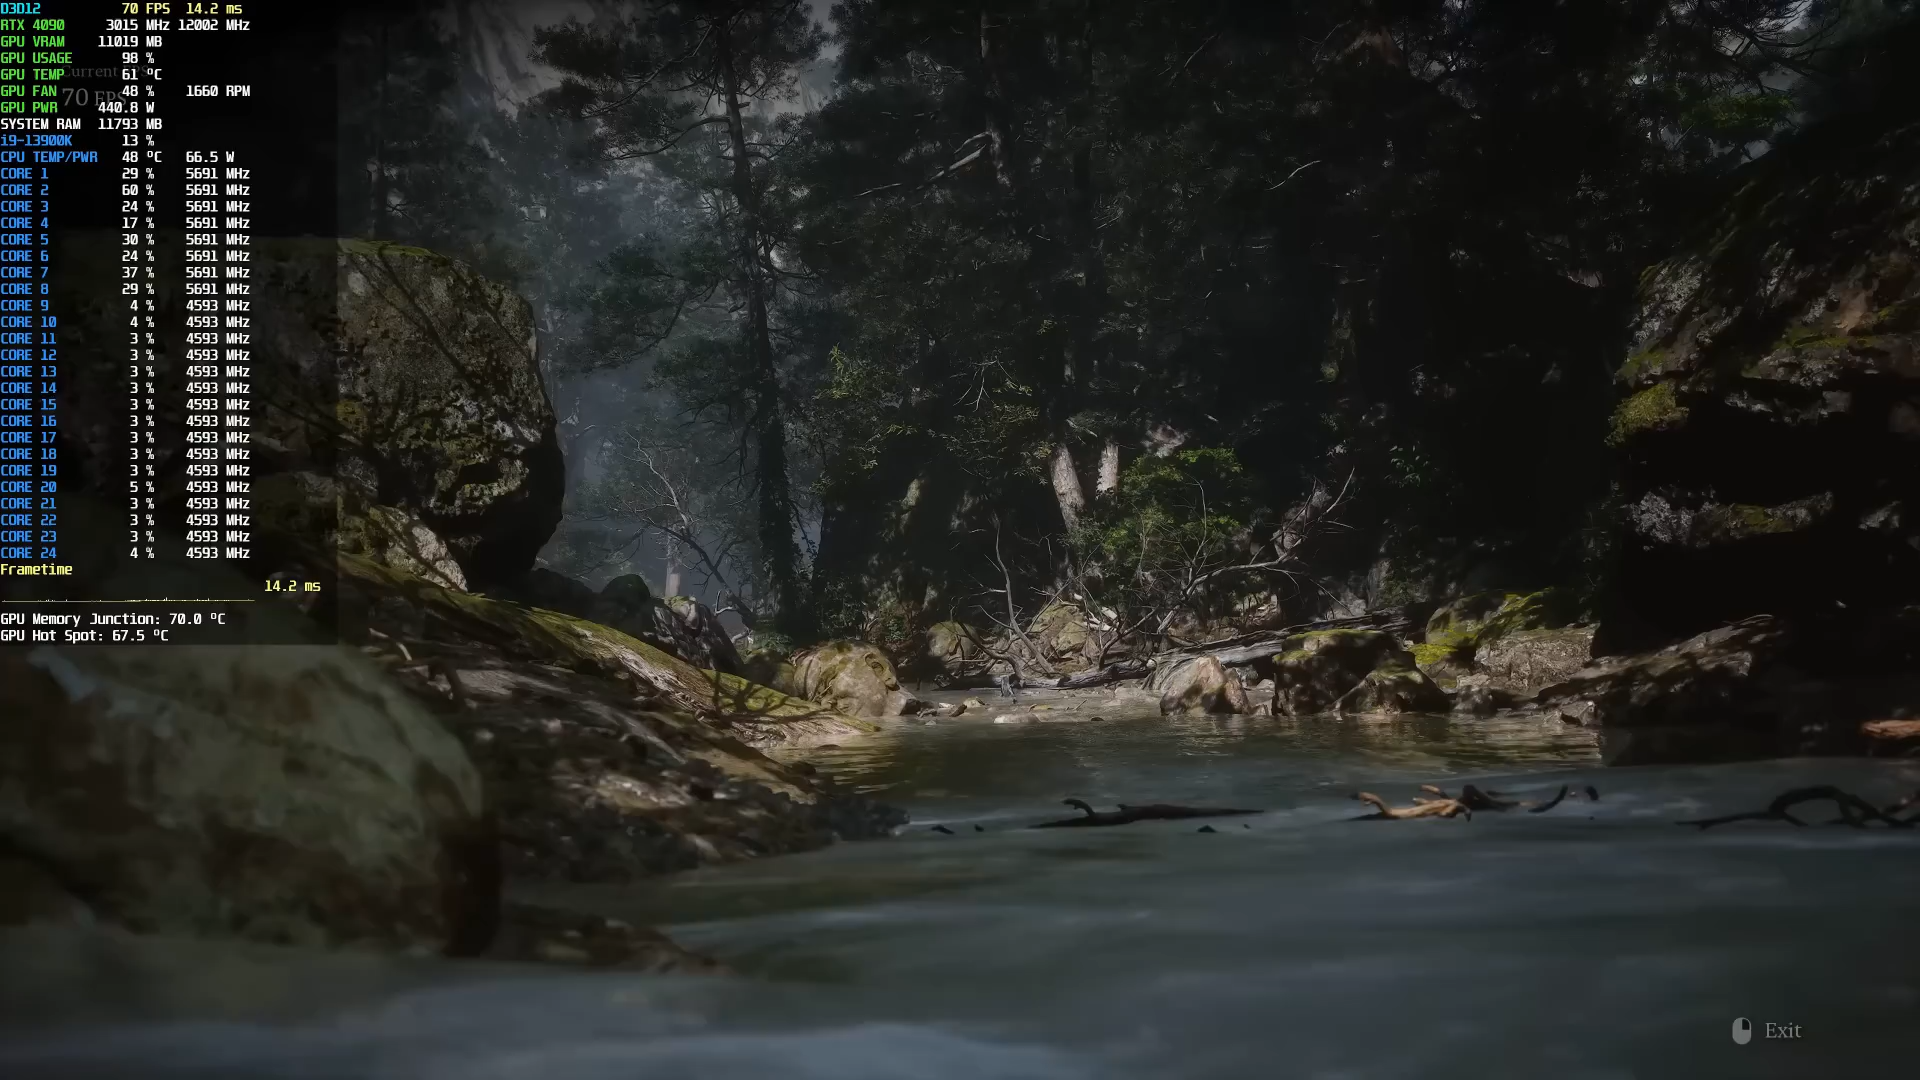 D3D12 70 FPS 14.2 ms
RTX 4090 3015 MHz 12002 MHz
GPU VRAM 11019 MB
GPU USAGE 98 %
Current FPS
GPU TEMP 61 °C
GPU FAN 48 % 1660 RPM
70 FPS
GPU PWR 440.8 W
SYSTEM RAM 11793 MB
i9-13900K 13 %
CPU TEMP/PWR 48 °C 66.5 W
CORE 1 29 % 5691 MHz
CORE 2 60 % 5691 MHz
CORE 3 24 % 5691 MHz
CORE 4 17 % 5691 MHz
CORE 5 30 % 5691 MHz
CORE 6 24 % 5691 MHz
CORE 7 37 % 5691 MHz
CORE 8 29 % 5691 MHz
CORE 9 4 % 4593 MHz
CORE 10 4 % 4593 MHz
CORE 11 3 % 4593 MHz
CORE 12 3 % 4593 MHz
CORE 13 3 % 4593 MHz
CORE 14 3 % 4593 MHz
CORE 15 3 % 4593 MHz
CORE 16 3 % 4593 MHz
CORE 17 3 % 4593 MHz
CORE 18 3 % 4593 MHz
CORE 19 3 % 4593 MHz
CORE 20 5 % 4593 MHz
CORE 21 3 % 4593 MHz
CORE 22 3 % 4593 MHz
CORE 23 3 % 4593 MHz
CORE 24 4 % 4593 MHz
Frametime
14.2 ms
GPU Memory Junction: 70.0 °C
GPU Hot Spot: 67.5 °C
Exit